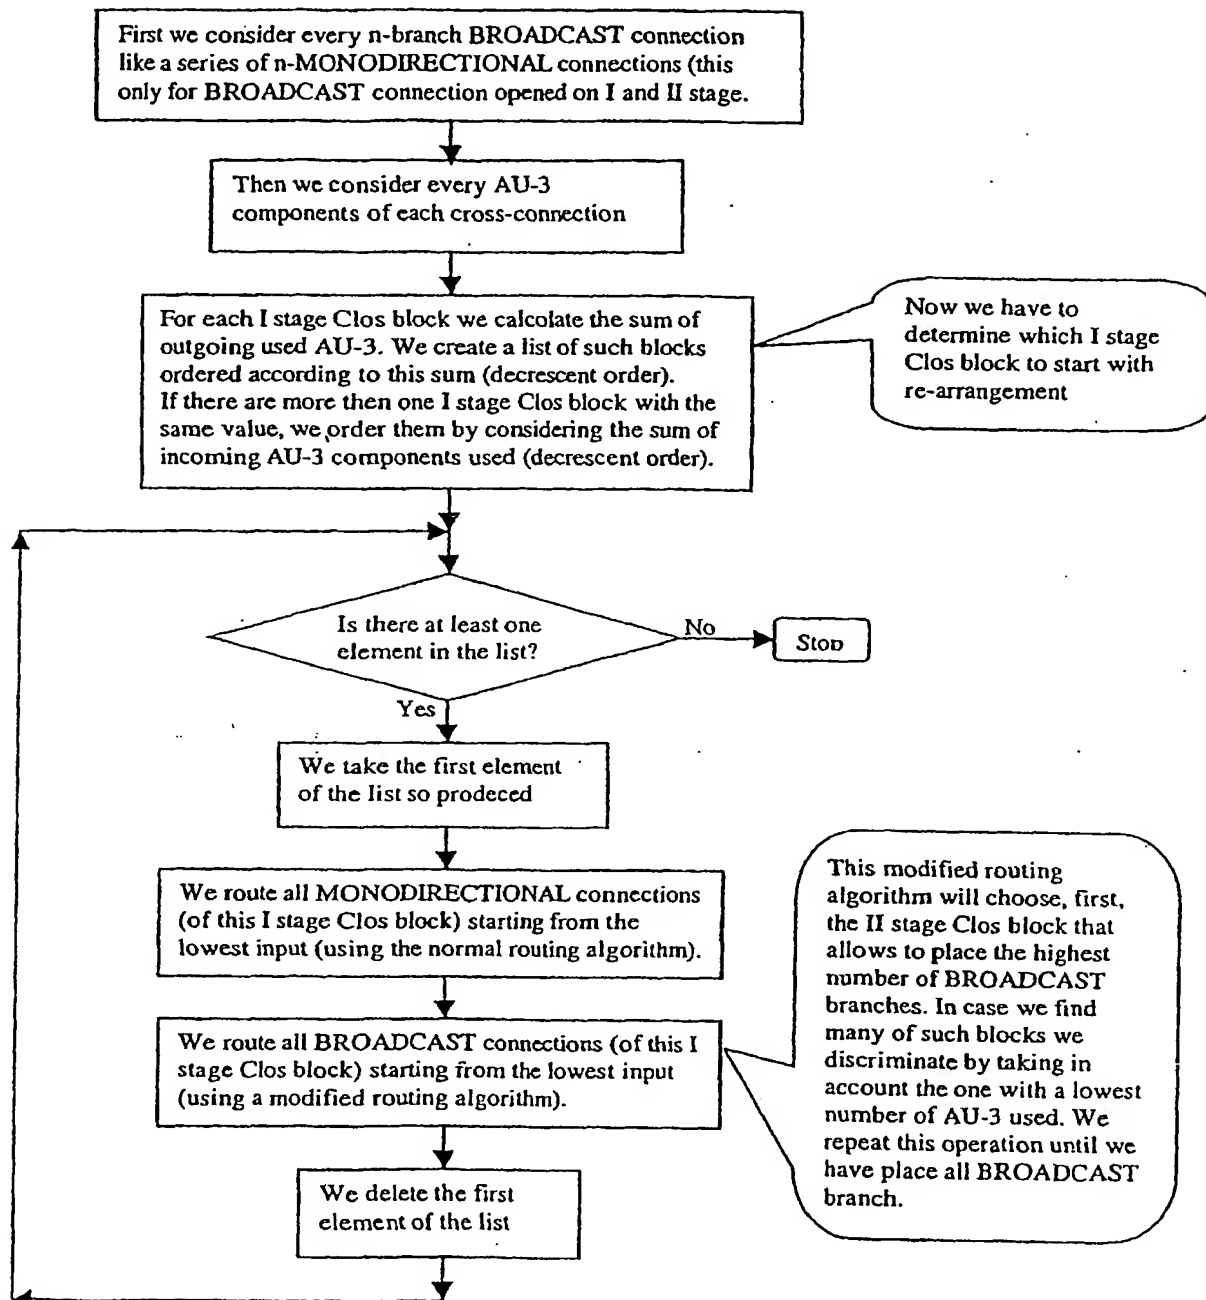 First we consider every n-branch BROADCAST connection
like a series of n-MONODIRECTIONAL connections (this
only for BROADCAST connection opened on I and II stage.
Then we consider every AU-3
components of each cross-connection
For each I stage Clos block we calcolate the sum of
outgoing used AU-3. We create a list of such blocks
ordered according to this sum (decrescent order).
If there are more then one I stage Clos block with the
same value, we order them by considering the sum of
incoming AU-3 components used (decrescent order).
Now we have to
determine which I stage
Clos block to start with
re-arrangement
Is there at least one
element in the list?
No
Stop
Yes
We take the first element
of the list so prodeced
We route all MONODIRECTIONAL connections
(of this I stage Clos block) starting from the
lowest input (using the normal routing algorithm).
We route all BROADCAST connections (of this I
stage Clos block) starting from the lowest input
(using a modified routing algorithm).
This modified routing
algorithm will choose, first,
the II stage Clos block that
allows to place the highest
number of BROADCAST
branches. In case we find
many of such blocks we
discriminate by taking in
account the one with a lowest
number of AU-3 used. We
repeat this operation until we
have place all BROADCAST
branch.
We delete the first
element of the list